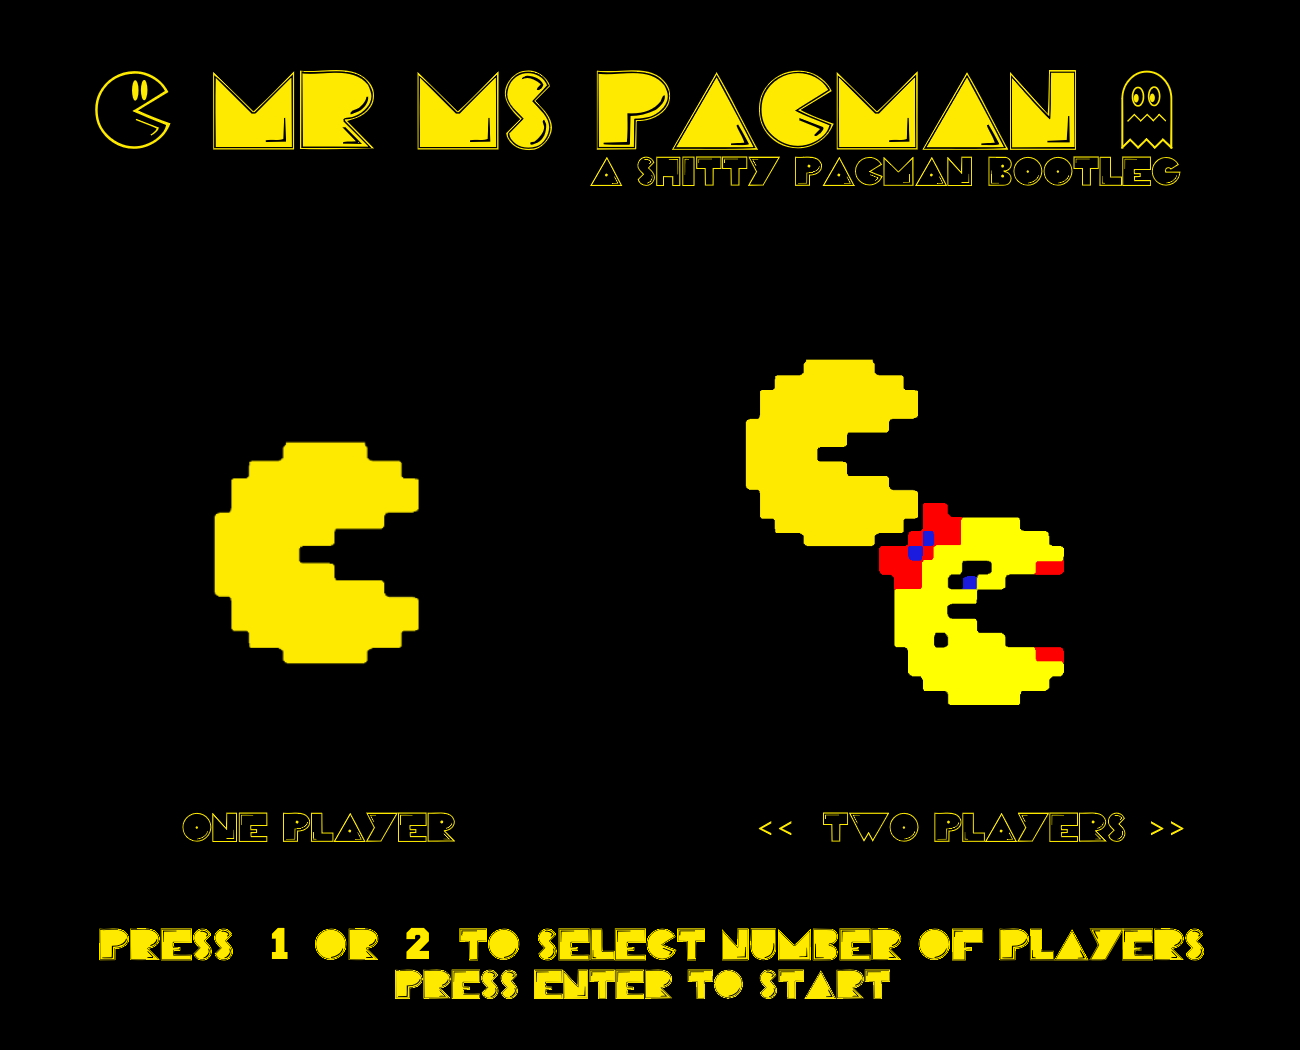 MR MS PACMAN
A SHITTY PACMAN BOOTLEG
ONE PLAYER
<< TWO PLAYERS >>
PRESS 1 OR 2 TO SELECT NUMBER OF PLAYERS
PRESS ENTER TO START